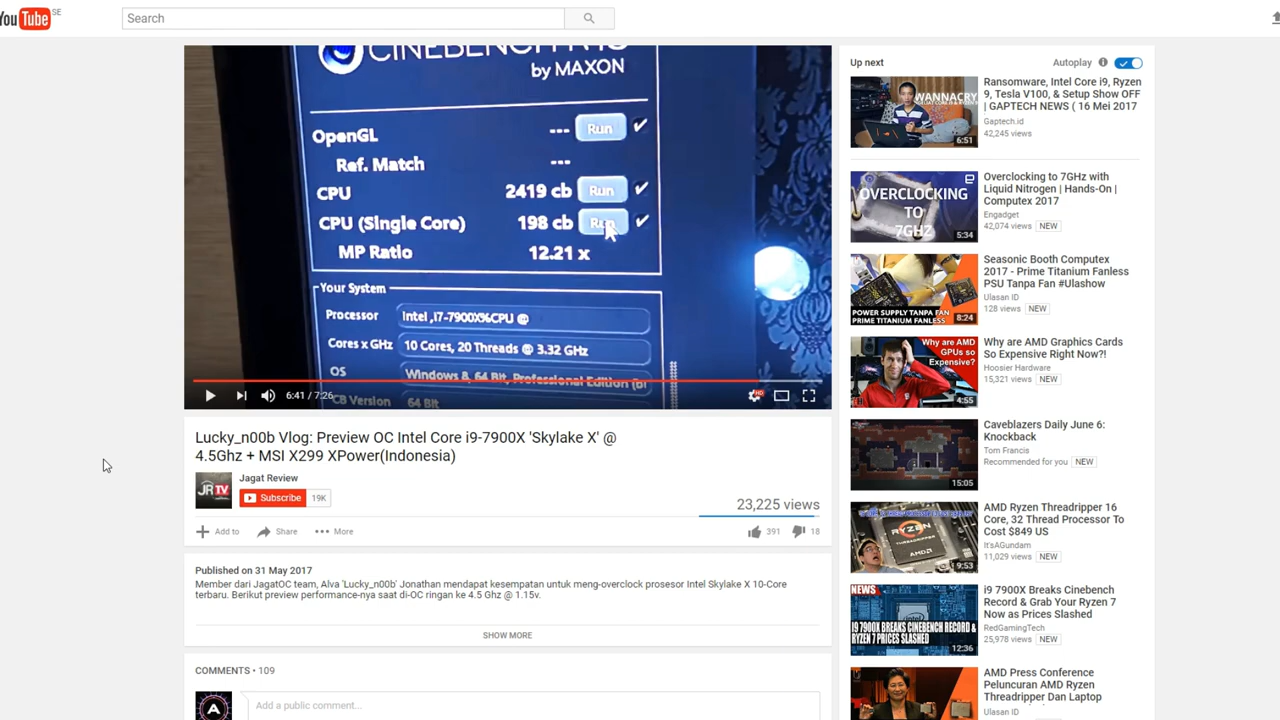 YouTube SE
Search
CINEBENCH R15
by MAXON
OpenGL --- Run
Ref. Match ---
CPU 2419 cb Run
CPU (Single Core) 198 cb Run
MP Ratio 12.21 x
Your System
Processor Intel ,i7-7900X%CPU @
Cores x GHz 10 Cores, 20 Threads @ 3.32 GHz
OS Windows 8, 64 Bit, Professional Edition
CB Version 64 Bit
6:41 / 7:26
HD
Lucky_n00b Vlog: Preview OC Intel Core i9-7900X 'Skylake X' @
4.5Ghz + MSI X299 XPower(Indonesia)
JRTV
Jagat Review
Subscribe 19K
23,225 views
Add to Share More
391 18
Published on 31 May 2017
Member dari JagatOC team, Alva 'Lucky_n00b' Jonathan mendapat kesempatan untuk meng-overclock prosesor Intel Skylake X 10-Core
terbaru. Berikut preview performance-nya saat di-OC ringan ke 4.5 Ghz @ 1.15v.
SHOW MORE
COMMENTS • 109
Add a public comment...
Up next
Autoplay
WANNACRY
6:51
Ransomware, Intel Core i9, Ryzen
9, Tesla V100, & Setup Show OFF
| GAPTECH NEWS ( 16 Mei 2017
Gaptech.id
42,245 views
OVERCLOCKING
TO
7GHZ
5:34
Overclocking to 7GHz with
Liquid Nitrogen | Hands-On |
Computex 2017
Engadget
42,074 views NEW
POWER SUPPLY TANPA FAN
PRIME TITANIUM FANLESS
8:24
Seasonic Booth Computex
2017 - Prime Titanium Fanless
PSU Tanpa Fan #Ulashow
Ulasan ID
128 views NEW
Why are AMD
GPUs so
Expensive?
4:55
Why are AMD Graphics Cards
So Expensive Right Now?!
Hoosier Hardware
15,321 views NEW
15:05
Caveblazers Daily June 6:
Knockback
Tom Francis
Recommended for you NEW
RYZEN
AMD
9:53
AMD Ryzen Threadripper 16
Core, 32 Thread Processor To
Cost $849 US
It'sAGundam
11,029 views NEW
NEWS
I9 7900X BREAKS CINEBENCH RECORD &
RYZEN 7 PRICES SLASHED
12:36
i9 7900X Breaks Cinebench
Record & Grab Your Ryzen 7
Now as Prices Slashed
RedGamingTech
25,978 views NEW
AMD Press Conference
Peluncuran AMD Ryzen
Threadripper Dan Laptop
Ulasan ID